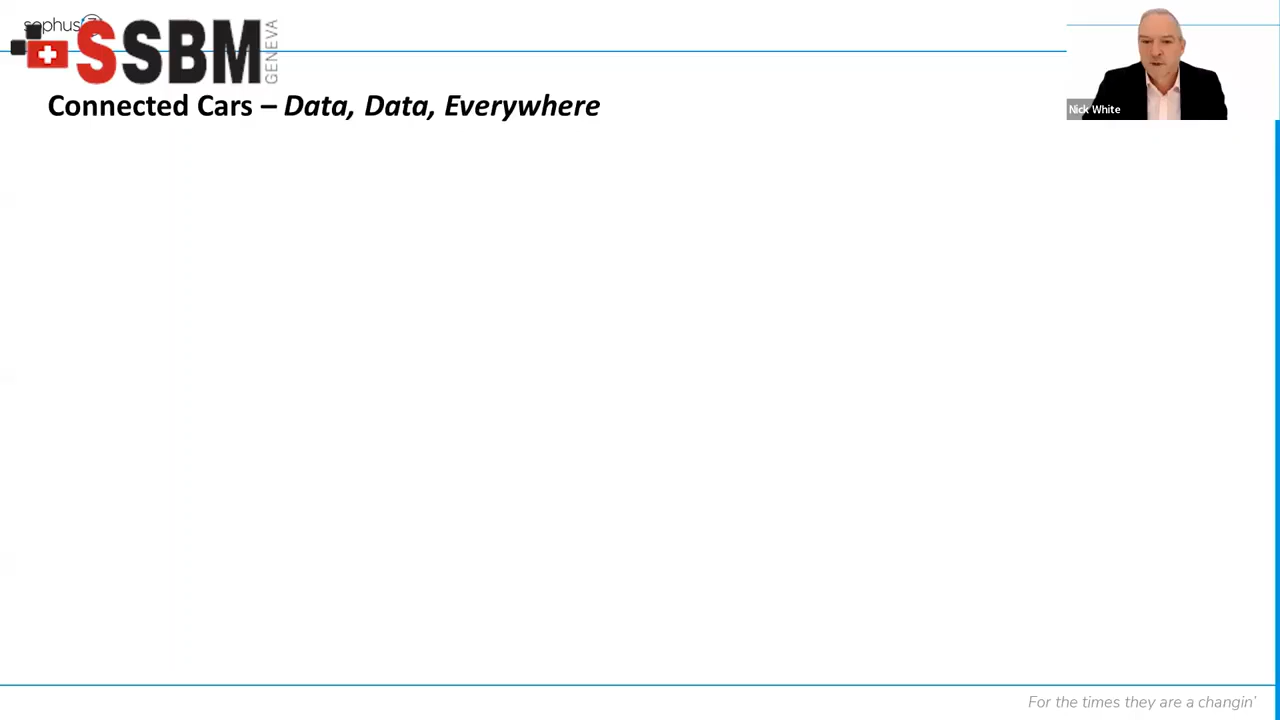 sophus
SSBM
GENEVA
Connected Cars – Data, Data, Everywhere
Nick White
For the times they are a changin’